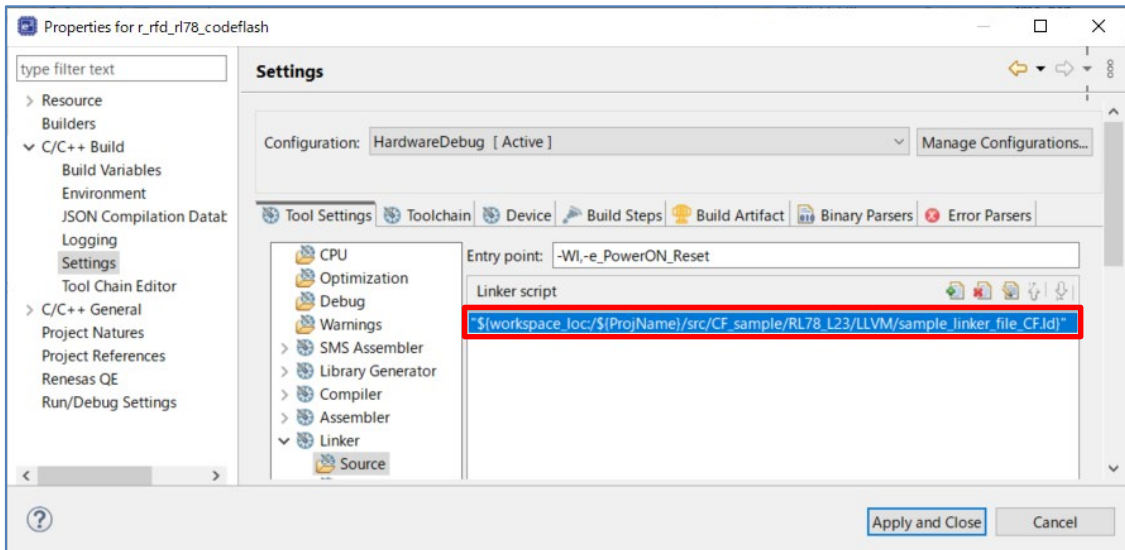 Properties for r_rfd_rl78_codeflash
type filter text
Resource
Builders
C/C++ Build
Build Variables
Environment
JSON Compilation Datab
Logging
Settings
Tool Chain Editor
C/C++ General
Project Natures
Project References
Renesas QE
Run/Debug Settings
Settings
Configuration: HardwareDebug [ Active ] Manage Configurations...
Tool Settings Toolchain Device Build Steps Build Artifact Binary Parsers Error Parsers
CPU
Optimization
Debug
Warnings
SMS Assembler
Library Generator
Compiler
Assembler
Linker
Source
Entry point: -Wl,-e_PowerON_Reset
Linker script
"${workspace_loc:/${ProjName}/src/CF_sample/RL78_L23/LLVM/sample_linker_file_CF.ld}"
Apply and Close Cancel